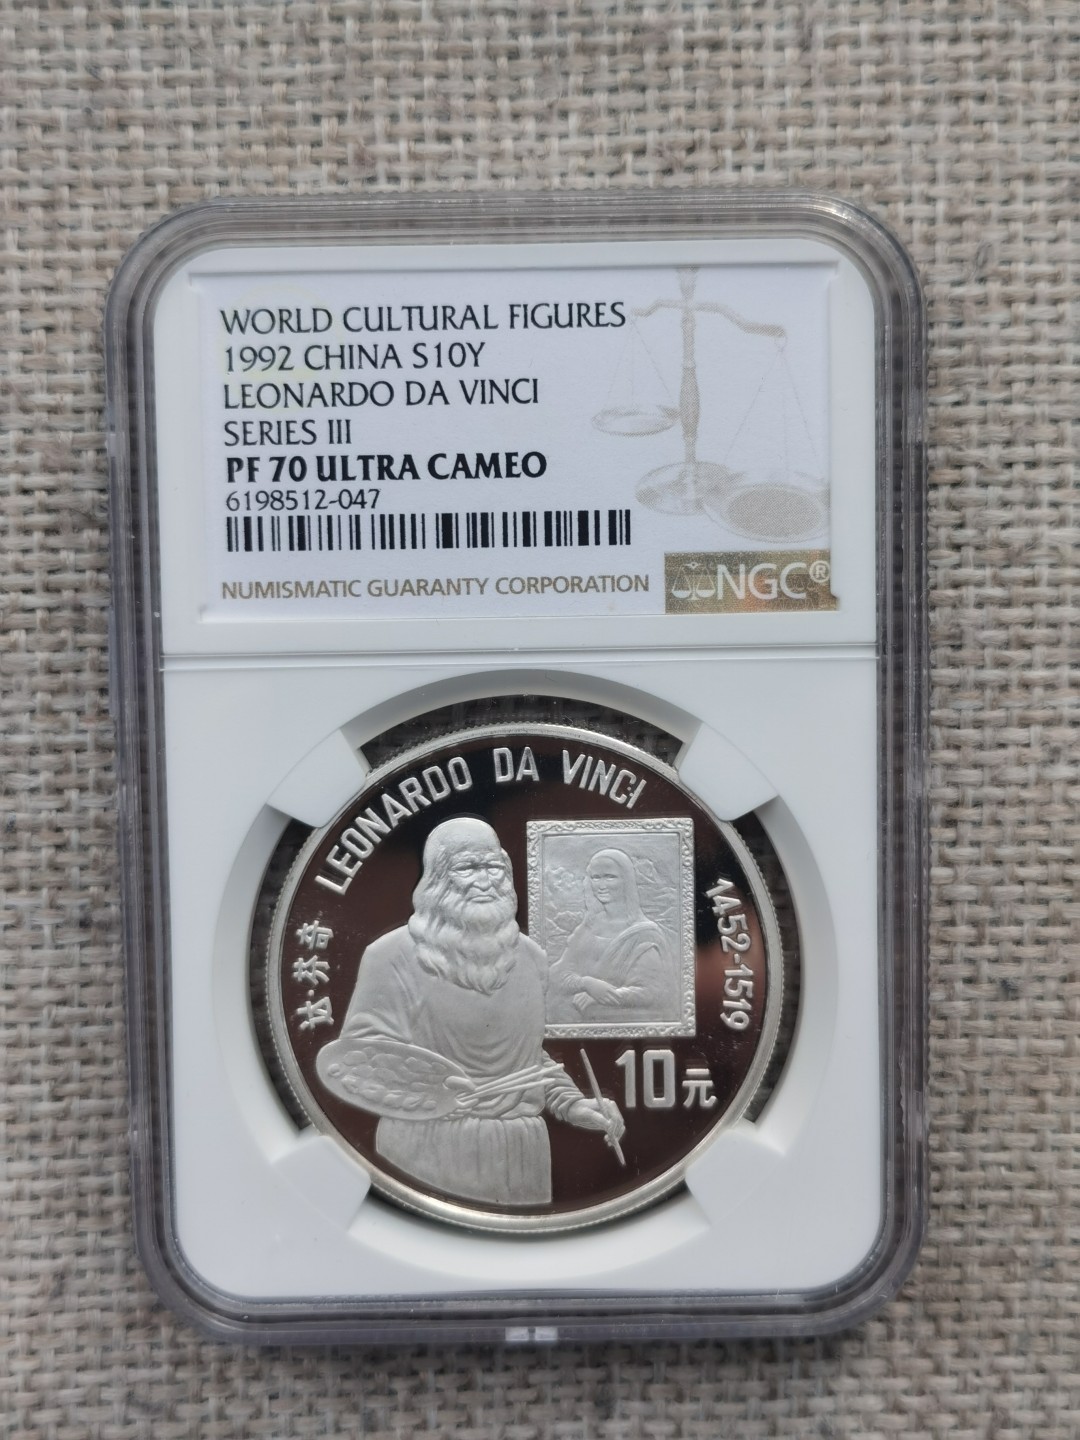 WORLD CULTURAL FIGURES
1992 CHINA S10Y
LEONARDO DA VINCI
SERIES III
PF 70 ULTRA CAMEO
6198512-047
NUMISMATIC GUARANTY CORPORATION
NGC®
LEONARDO DA VINCI
达·芬奇
1452-1519
10元